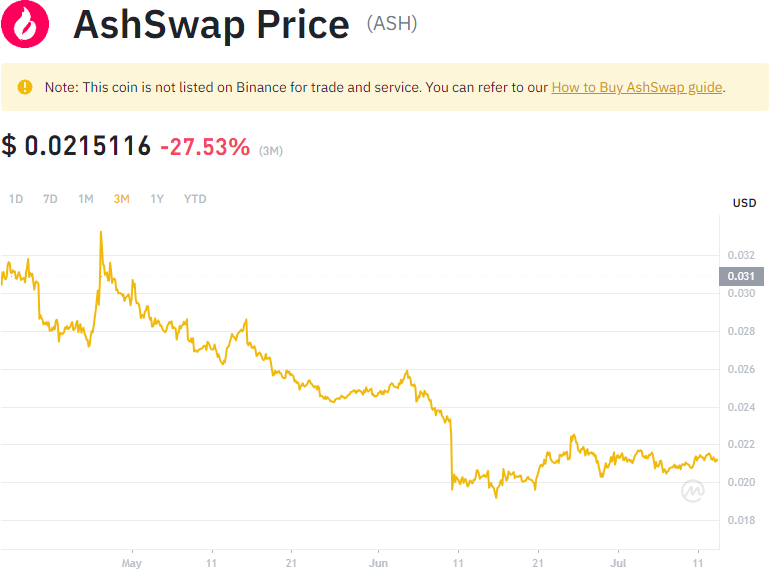 AshSwap Price (ASH)
Note: This coin is not listed on Binance for trade and service. You can refer to our How to Buy AshSwap guide.
$ 0.0215116 -27.53% (3M)
1D 7D 1M 3M 1Y YTD
USD
0.032
0.031
0.030
0.028
0.026
0.024
0.022
0.020
0.018
May 11 21 Jun 11 21 Jul 11